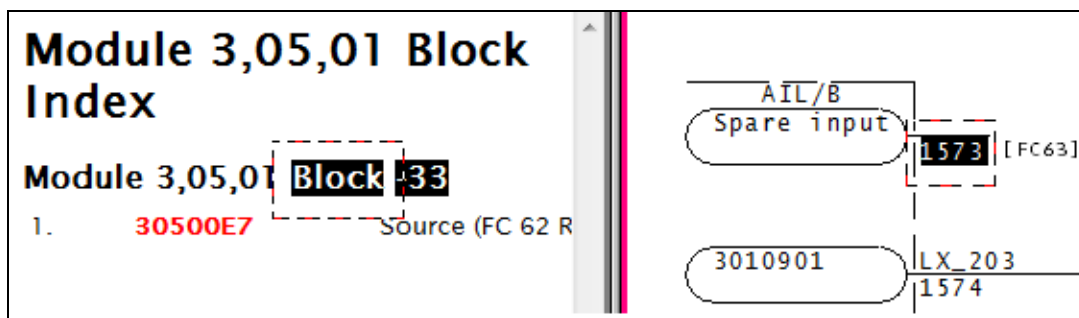 Module 3,05,01 Block
Index
Module 3,05,01 Block -33
1. 30500E7 Source (FC 62 R
AIL/B
Spare input
1573 [FC63]
3010901 LX_203
1574